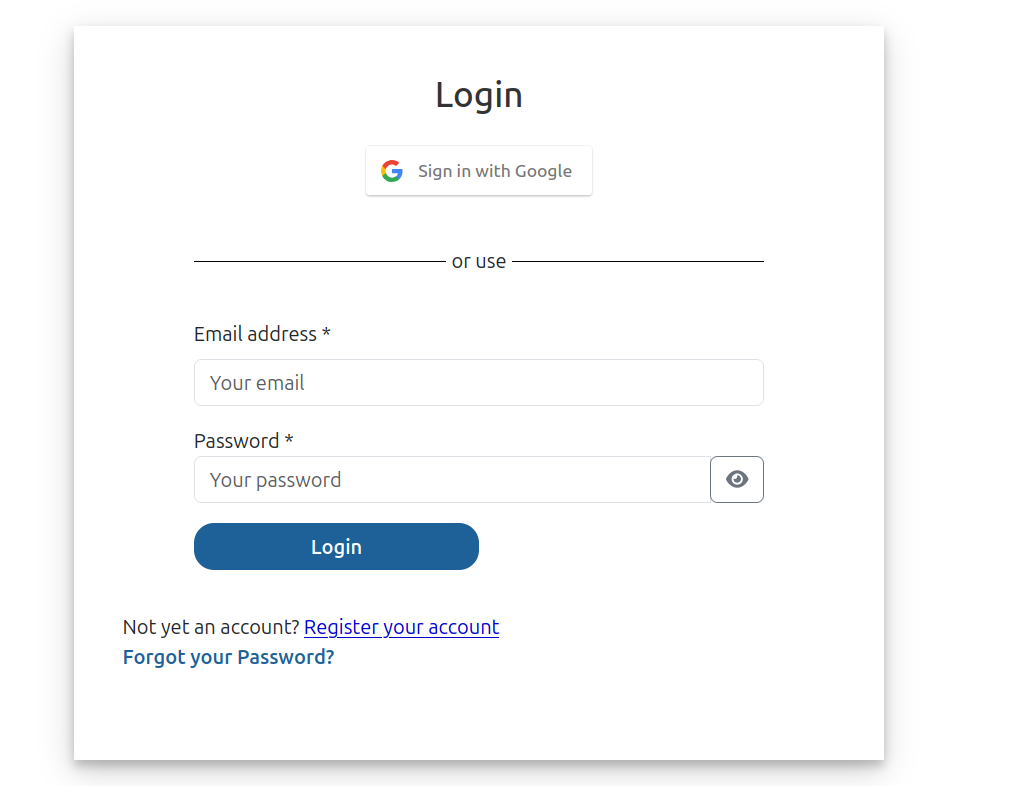 Login
Sign in with Google
or use
Email address *
Your email
Password *
Your password
Login
Not yet an account? Register your account
Forgot your Password?